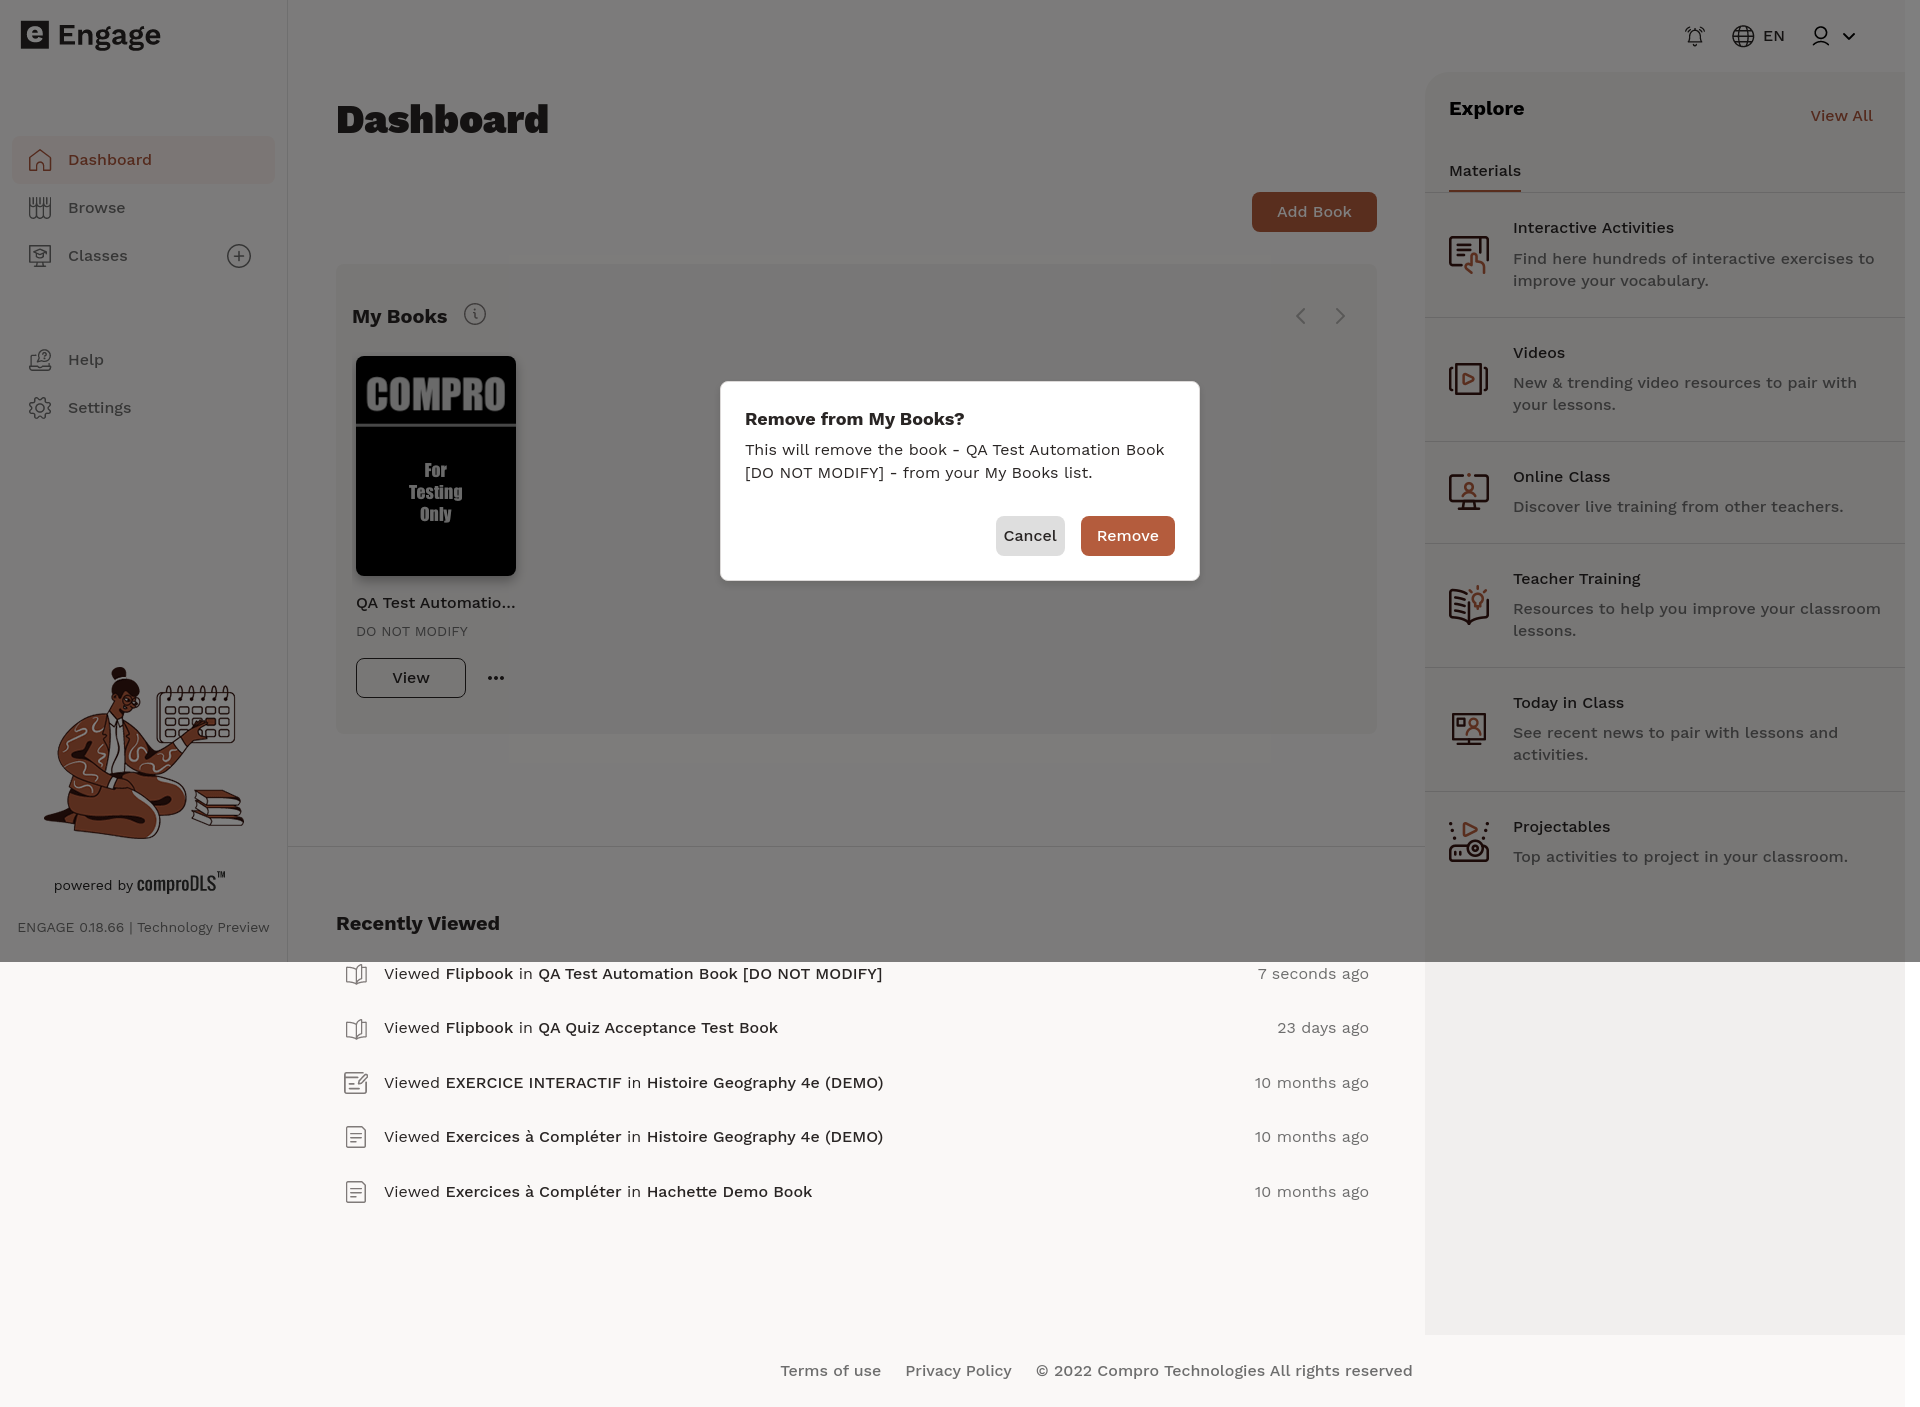 e Engage
Dashboard
Browse
Classes
Help
Settings
powered by comproDLS™
ENGAGE 0.18.66 | Technology Preview
EN
Dashboard
Add Book
My Books
COMPRO
For
Testing
Only
QA Test Automatio...
DO NOT MODIFY
View
Remove from My Books?
This will remove the book - QA Test Automation Book
[DO NOT MODIFY] - from your My Books list.
Cancel
Remove
Explore
View All
Materials
Interactive Activities
Find here hundreds of interactive exercises to
improve your vocabulary.
Videos
New & trending video resources to pair with
your lessons.
Online Class
Discover live training from other teachers.
Teacher Training
Resources to help you improve your classroom
lessons.
Today in Class
See recent news to pair with lessons and
activities.
Projectables
Top activities to project in your classroom.
Recently Viewed
Viewed Flipbook in QA Test Automation Book [DO NOT MODIFY] 7 seconds ago
Viewed Flipbook in QA Quiz Acceptance Test Book 23 days ago
Viewed EXERCICE INTERACTIF in Histoire Geography 4e (DEMO) 10 months ago
Viewed Exercices à Compléter in Histoire Geography 4e (DEMO) 10 months ago
Viewed Exercices à Compléter in Hachette Demo Book 10 months ago
Terms of use Privacy Policy © 2022 Compro Technologies All rights reserved